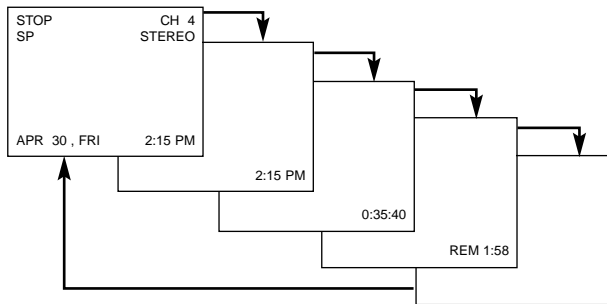 STOP CH 4
SP STEREO
APR 30 , FRI 2:15 PM
2:15 PM
0:35:40
REM 1:58